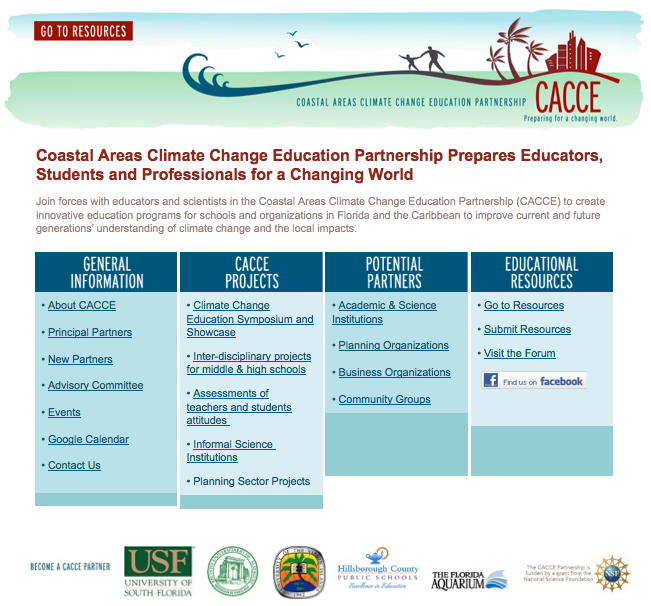 GO TO RESOURCES
COASTAL AREAS CLIMATE CHANGE EDUCATION PARTNERSHIP
CACCE
Preparing for a changing world.
Coastal Areas Climate Change Education Partnership Prepares Educators,
Students and Professionals for a Changing World
Join forces with educators and scientists in the Coastal Areas Climate Change Education Partnership (CACCE) to create
innovative education programs for schools and organizations in Florida and the Caribbean to improve current and future
generations' understanding of climate change and the local impacts.
GENERAL
INFORMATION
• About CACCE
• Principal Partners
• New Partners
• Advisory Committee
• Events
• Google Calendar
• Contact Us
CACCE
PROJECTS
• Climate Change
Education Symposium and
Showcase
• Inter-disciplinary projects
for middle & high schools
• Assessments of
teachers and students
attitudes
• Informal Science
Institutions
• Planning Sector Projects
POTENTIAL
PARTNERS
• Academic & Science
Institutions
• Planning Organizations
• Business Organizations
• Community Groups
EDUCATIONAL
RESOURCES
• Go to Resources
• Submit Resources
• Visit the Forum
f Find us on facebook
BECOME A CACCE PARTNER
USF
UNIVERSITY OF
SOUTH FLORIDA
1962
Hillsborough County
PUBLIC SCHOOLS
Excellence in Education
THE FLORIDA
AQUARIUM
The CACCE Partnership is
funded by a grant from the
National Science Foundation
NSF